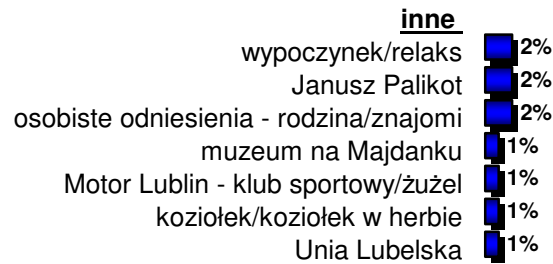 inne
wypoczynek/relaks 2%
Janusz Palikot 2%
osobiste odniesienia - rodzina/znajomi 2%
muzeum na Majdanku 1%
Motor Lublin - klub sportowy/żużel 1%
koziołek/koziołek w herbie 1%
Unia Lubelska 1%